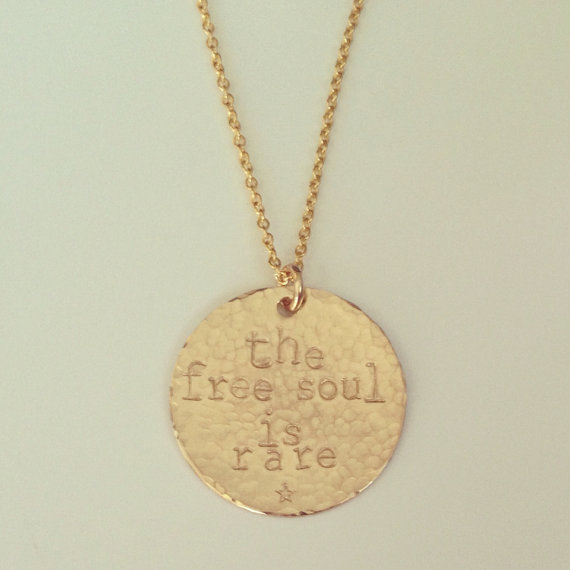 the
free soul
is
rare